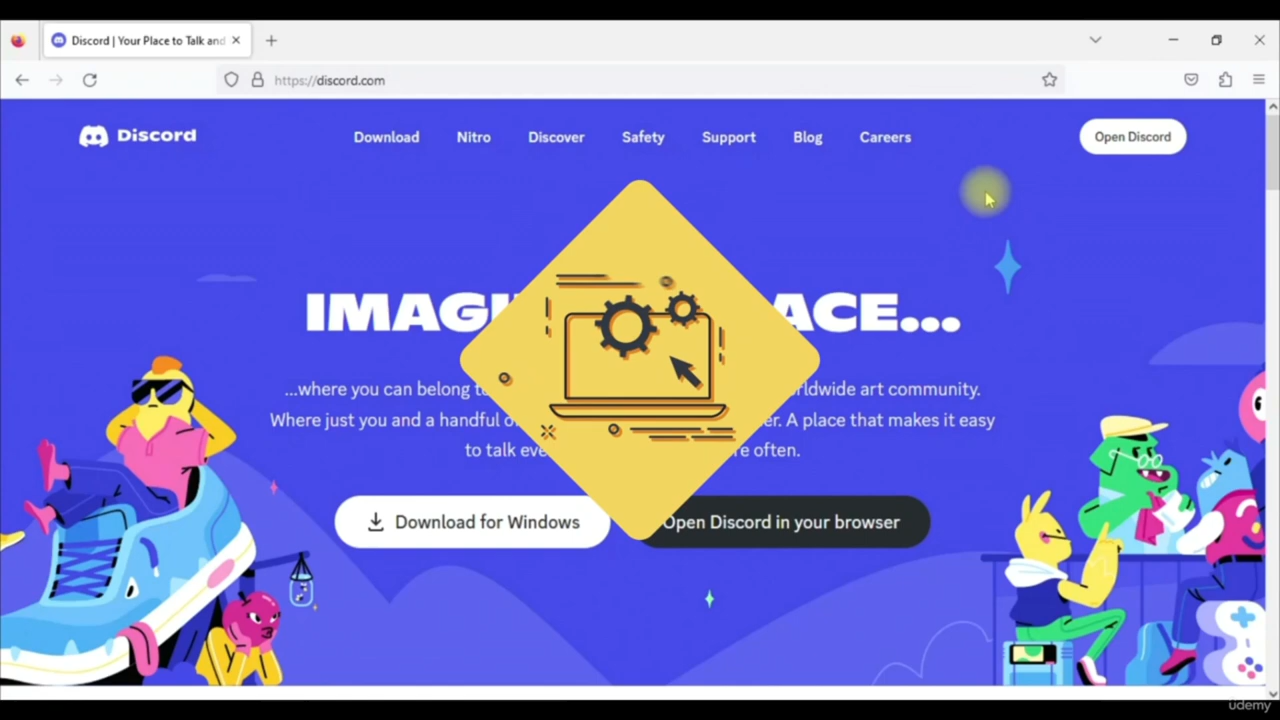 Discord | Your Place to Talk and
https://discord.com
Discord
Download Nitro Discover Safety Support Blog Careers
Open Discord
IMAGI ACE...
...where you can belong t rldwide art community.
Where just you and a handful o er. A place that makes it easy
to talk eve re often.
Download for Windows
Open Discord in your browser
ûdemy